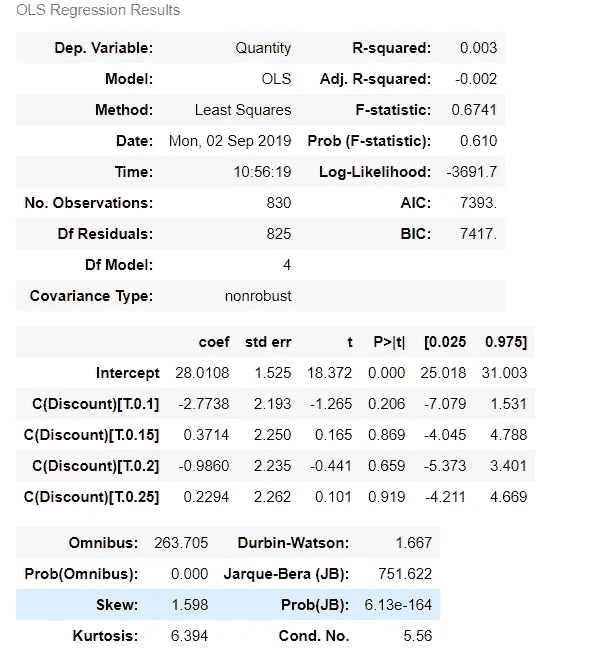 OLS Regression Results
Dep. Variable: Quantity R-squared: 0.003
Model: OLS Adj. R-squared: -0.002
Method: Least Squares F-statistic: 0.6741
Date: Mon, 02 Sep 2019 Prob (F-statistic): 0.610
Time: 10:56:19 Log-Likelihood: -3691.7
No. Observations: 830 AIC: 7393.
Df Residuals: 825 BIC: 7417.
Df Model: 4
Covariance Type: nonrobust
coef std err t P>|t| [0.025 0.975]
Intercept 28.0108 1.525 18.372 0.000 25.018 31.003
C(Discount)[T.0.1] -2.7738 2.193 -1.265 0.206 -7.079 1.531
C(Discount)[T.0.15] 0.3714 2.250 0.165 0.869 -4.045 4.788
C(Discount)[T.0.2] -0.9860 2.235 -0.441 0.659 -5.373 3.401
C(Discount)[T.0.25] 0.2294 2.262 0.101 0.919 -4.211 4.669
Omnibus: 263.705 Durbin-Watson: 1.667
Prob(Omnibus): 0.000 Jarque-Bera (JB): 751.622
Skew: 1.598 Prob(JB): 6.13e-164
Kurtosis: 6.394 Cond. No. 5.56